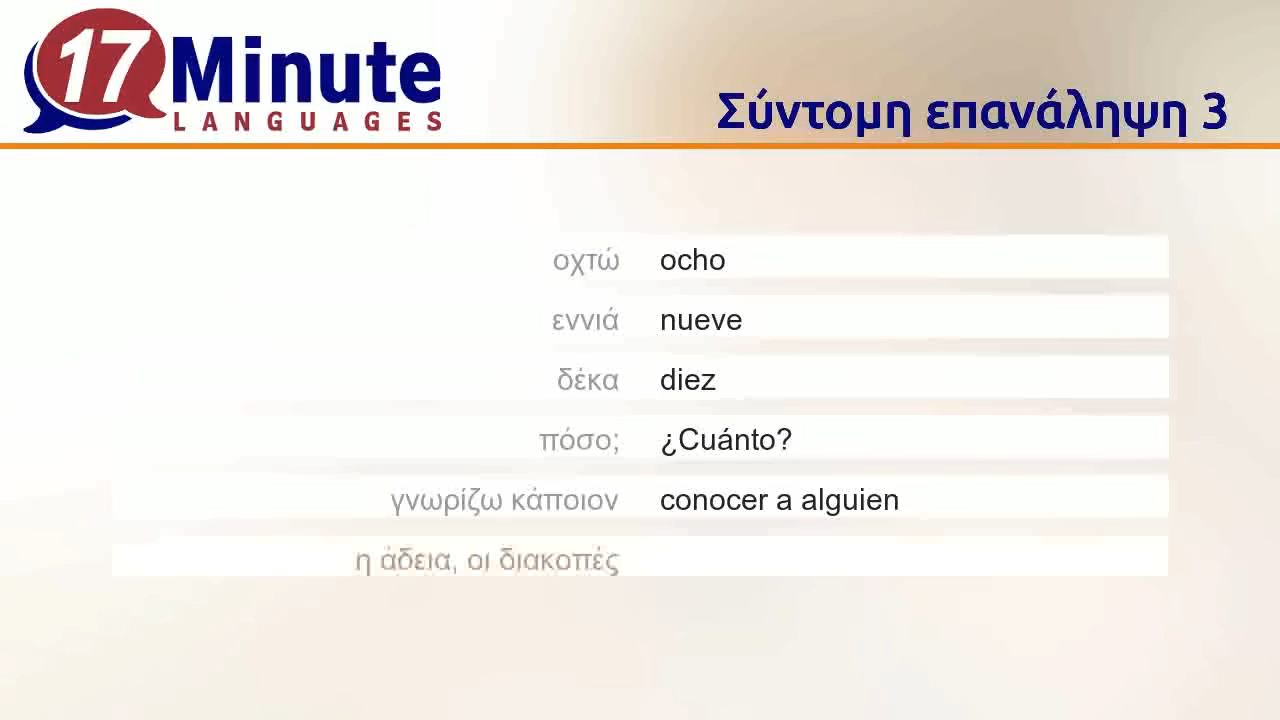 17 Minute
LANGUAGES
Σύντομη επανάληψη 3
οχτώ ocho
εννιά nueve
δέκα diez
πόσο; ¿Cuánto?
γνωρίζω κάποιον conocer a alguien
η άδεια, οι διακοπές